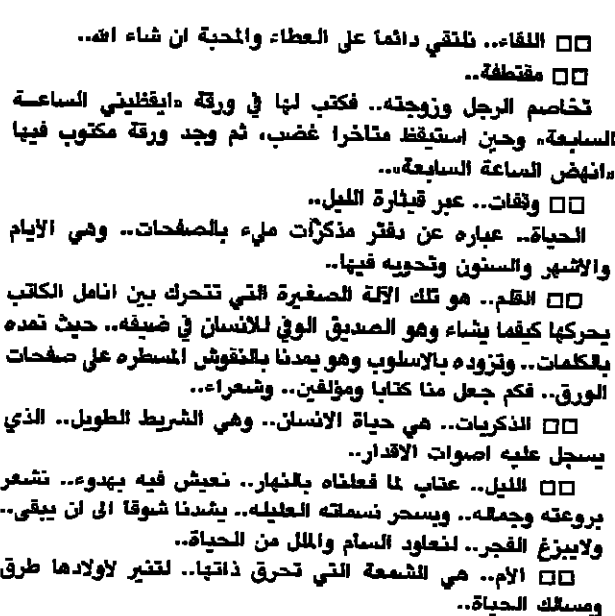 □□ اللقاء.. نلتقي دائما على العطاء والمحبة ان شاء الله..
□□ مقتطفة..
تخاصم الرجل وزوجته.. فكتب لها في ورقة «ايقظيني الساعة
السابعة» وحين استيقظ متاخرا غضب، ثم وجد ورقة مكتوب فيها
«انهض الساعة السابعة»..
□□ وقفات.. عبر قيثارة الليل..
الحياة.. عباره عن دفتر مذكرات مليء بالصفحات.. وهي الايام
والاشهر والسنون وتحويه فيها..
□□ القلم.. هو تلك الآلة الصغيرة التي تتحرك بين انامل الكاتب
يحركها كيفما يشاء وهو الصديق الوفي للانسان في ضيقه.. حيث تمده
بالكلمات.. وتزوده بالاسلوب وهو يمدنا بالنقوش المسطره على صفحات
الورق.. فكم جعل منا كتابا ومؤلفين.. وشعراء..
□□ الذكريات.. هي حياة الانسان.. وهي الشريط الطويل.. الذي
يسجل عليه اصوات الاقدار..
□□ الليل.. عتاب لما فعلناه بالنهار.. نعيش فيه بهدوء.. نشعر
بروعته وجماله.. ويسحر نسماته العليله.. يشدنا شوقا الى ان يبقى..
ولايبزغ الفجر.. لنعاود السأم والملل من الحياة..
□□ الأم.. هي الشمعة التي تحرق ذاتها.. لتنير لاولادها طرق
ومسالك الحياة..